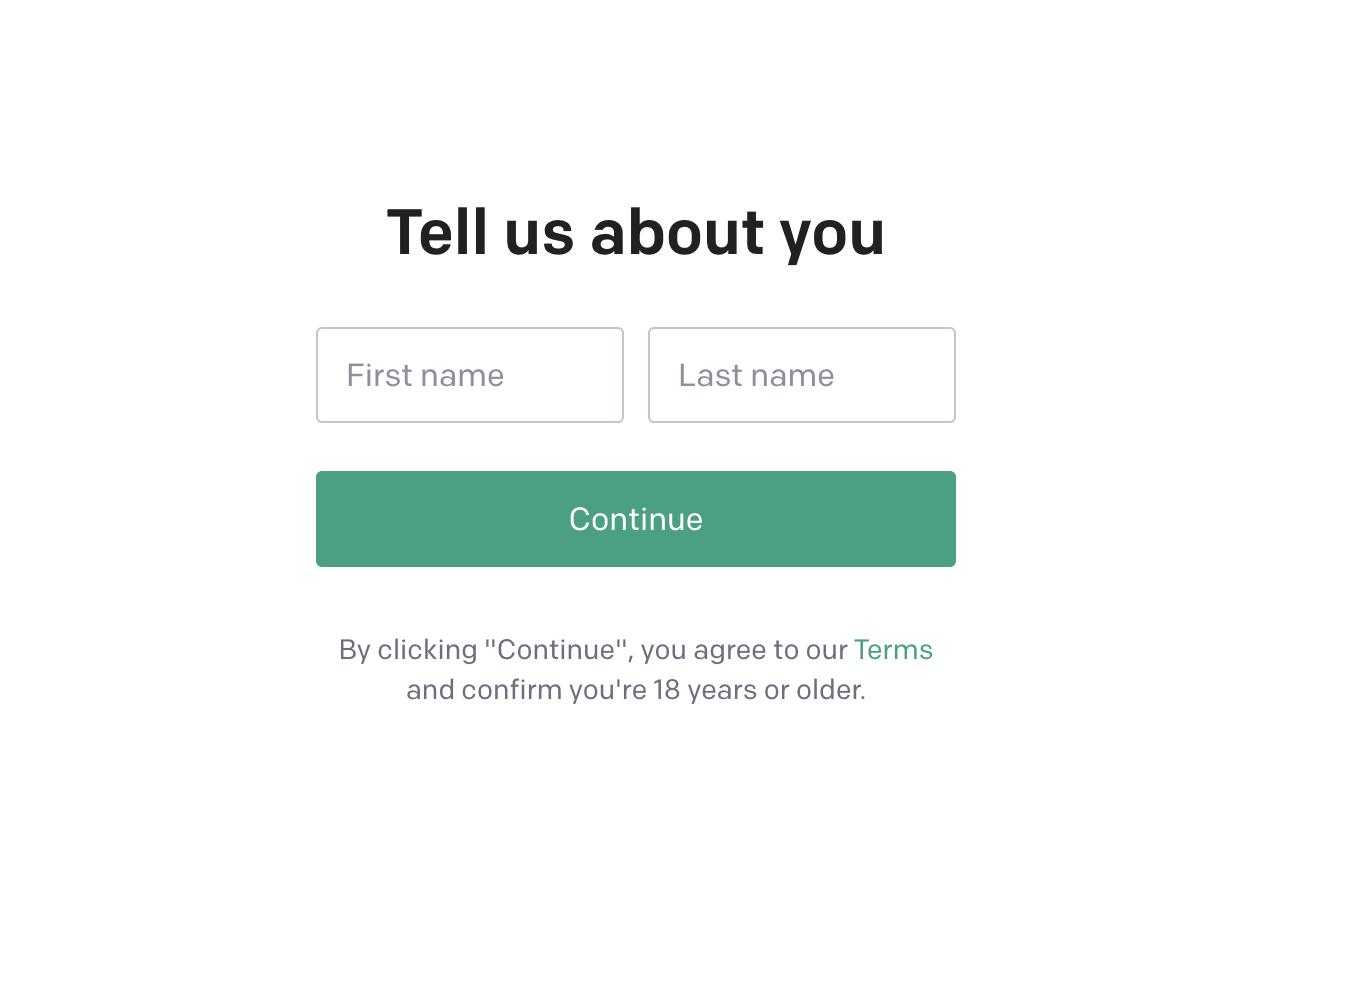 Tell us about you
First name Last name
Continue
By clicking "Continue", you agree to our Terms
and confirm you're 18 years or older.